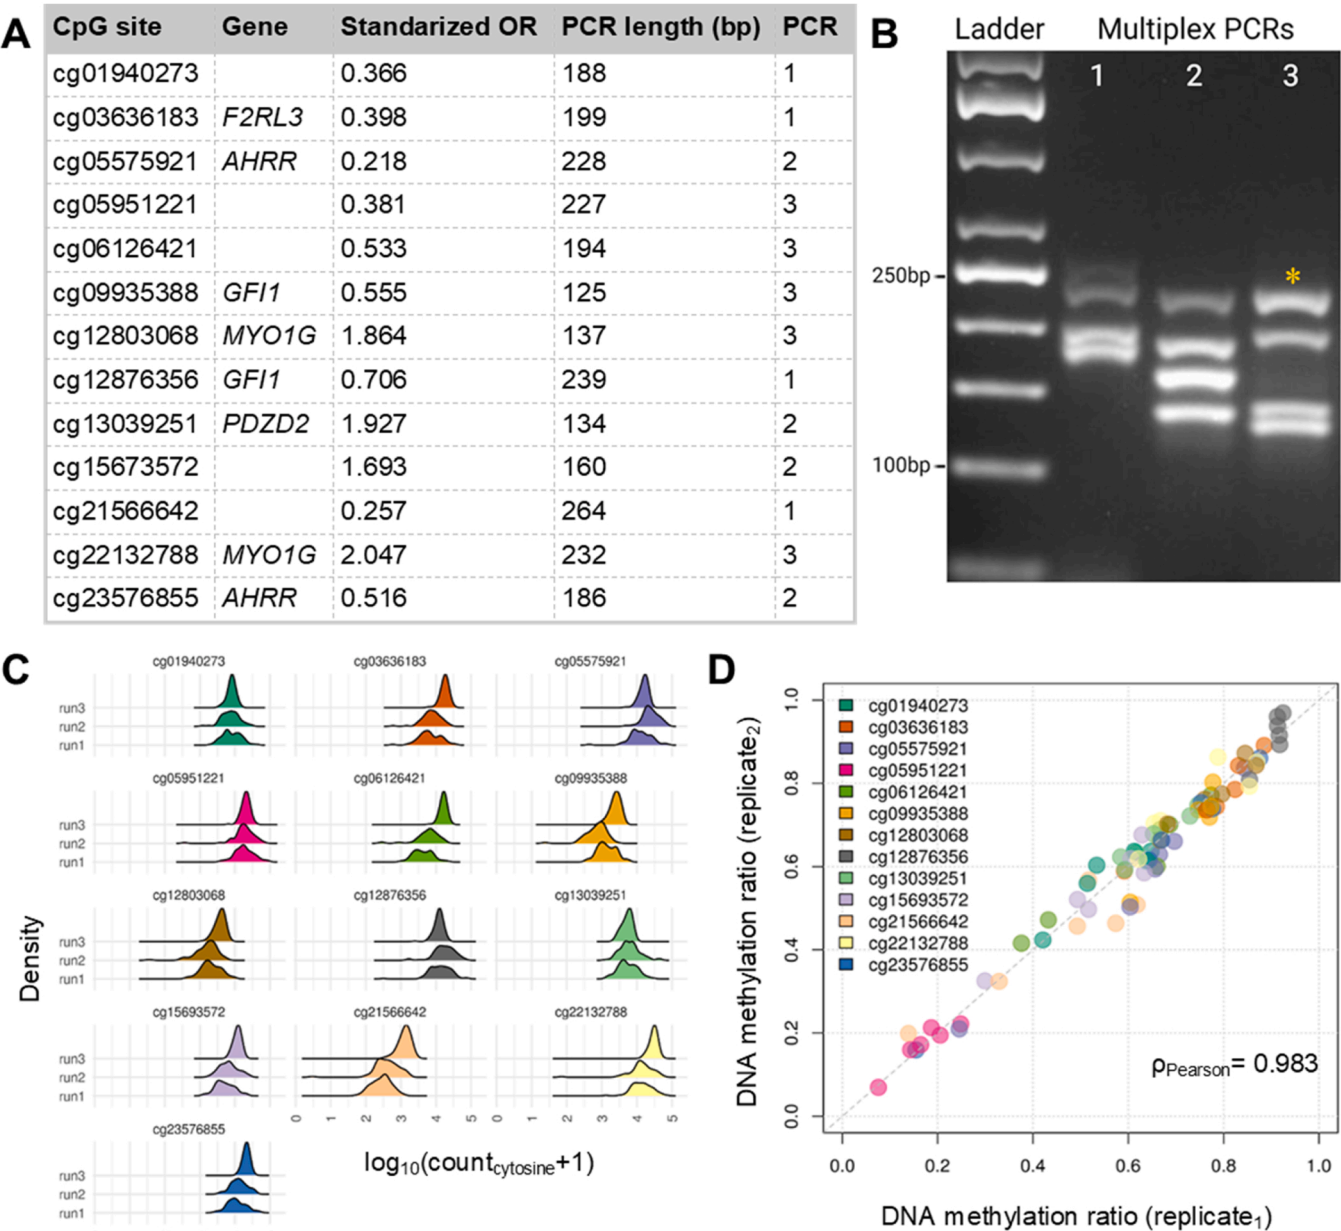 A
CpG site Gene Standarized OR PCR length (bp) PCR
cg01940273 0.366 188 1
cg03636183 F2RL3 0.398 199 1
cg05575921 AHRR 0.218 228 2
cg05951221 0.381 227 3
cg06126421 0.533 194 3
cg09935388 GFI1 0.555 125 3
cg12803068 MYO1G 1.864 137 3
cg12876356 GFI1 0.706 239 1
cg13039251 PDZD2 1.927 134 2
cg15673572 1.693 160 2
cg21566642 0.257 264 1
cg22132788 MYO1G 2.047 232 3
cg23576855 AHRR 0.516 186 2
B
Ladder Multiplex PCRs
1 2 3
*
250bp
100bp
C
cg01940273 cg03636183 cg05575921
run3
run2
run1
cg05951221 cg06126421 cg09935388
run3
run2
run1
cg12803068 cg12876356 cg13039251
run3
run2
run1
cg15693572 cg21566642 cg22132788
run3
run2
run1
0 1 2 3 4 5 0 1 2 3 4 5
cg23576855
run3
run2
run1
Density
log10(countcytosine+1)
D
cg01940273
cg03636183
cg05575921
cg05951221
cg06126421
cg09935388
cg12803068
cg12876356
cg13039251
cg15693572
cg21566642
cg22132788
cg23576855
ρPearson= 0.983
1.0
0.8
0.6
0.4
0.2
0.0
0.0 0.2 0.4 0.6 0.8 1.0
DNA methylation ratio (replicate2)
DNA methylation ratio (replicate1)